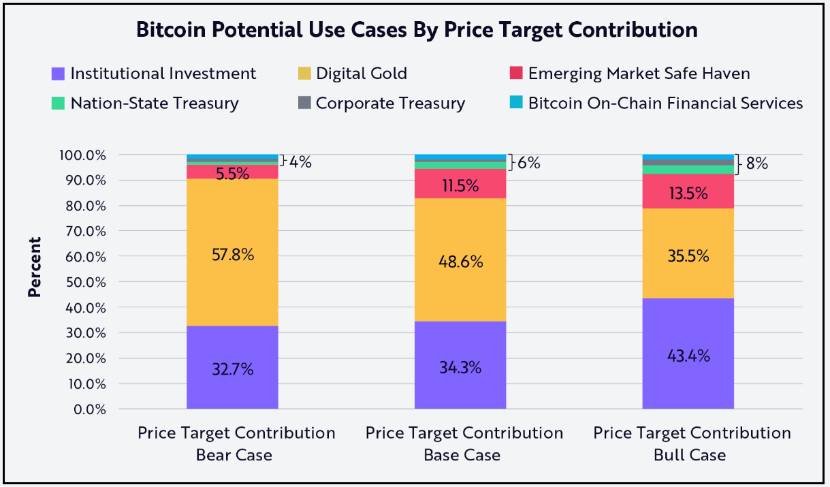 Bitcoin Potential Use Cases By Price Target Contribution
Institutional Investment Digital Gold Emerging Market Safe Haven
Nation-State Treasury Corporate Treasury Bitcoin On-Chain Financial Services
100.0% 4% 6% 8%
90.0% 5.5% 11.5% 13.5%
80.0%
70.0%
60.0% 57.8% 48.6% 35.5%
50.0%
40.0%
30.0%
20.0% 32.7% 34.3% 43.4%
10.0%
0.0%
Percent
Price Target Contribution Price Target Contribution Price Target Contribution
Bear Case Base Case Bull Case